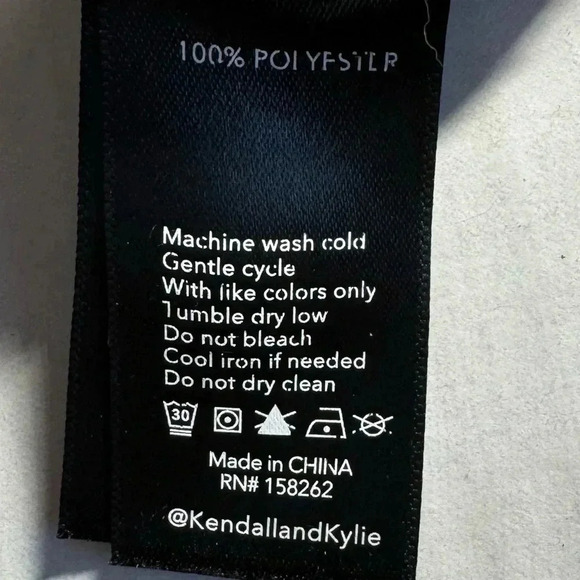 100% POLYESTER
Machine wash cold
Gentle cycle
With like colors only
Tumble dry low
Do not bleach
Cool iron if needed
Do not dry clean
30
Made in CHINA
RN# 158262
@KendallandKylie